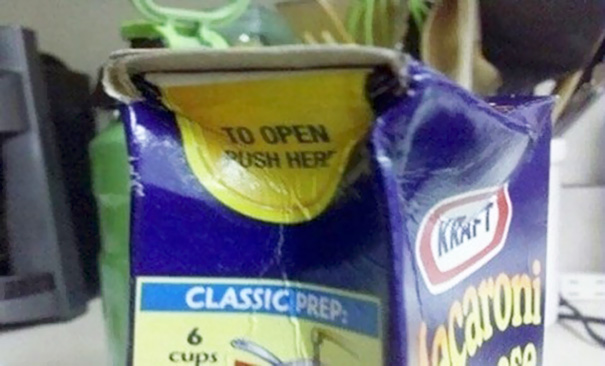 TO OPEN
PUSH HERE
CLASSIC PREP:
6
cups
KRAFT
Macaroni